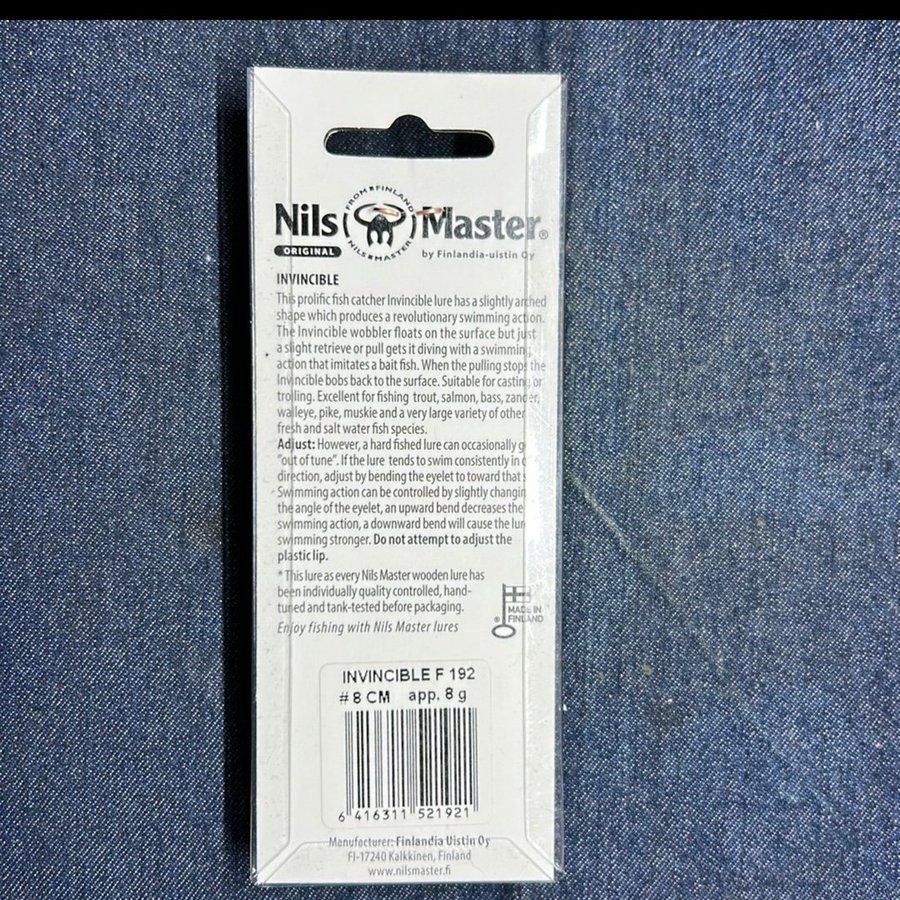 FROM FINLAND
Nils Master®
NILS MASTER
ORIGINAL
by Finlandia-uistin Oy
INVINCIBLE
This prolific fish catcher Invincible lure has a slightly arched
shape which produces a revolutionary swimming action.
The Invincible wobbler floats on the surface but just
a slight retrieve or pull gets it diving with a swimming
action that imitates a bait fish. When the pulling stops the
Invincible bobs back to the surface. Suitable for casting or
trolling. Excellent for fishing trout, salmon, bass, zander,
walleye, pike, muskie and a very large variety of other
fresh and salt water fish species.
Adjust: However, a hard fished lure can occasionally
"out of tune". If the lure tends to swim consistently in
direction, adjust by bending the eyelet to toward that
Swimming action can be controlled by slightly
the angle of the eyelet, an upward bend decreases the
swimming action, a downward bend will cause the
swimming stronger. Do not attempt to adjust the
plastic lip.
* This lure as every Nils Master wooden lure has
been individually quality controlled, hand-
tuned and tank-tested before packaging.
Enjoy fishing with Nils Master lures
MADE IN
® FINLAND
INVINCIBLE F 192
# 8 CM app. 8 g
6 416311 521921
Manufacturer: Finlandia Uistin Oy
FI-17240 Kalkkinen, Finland
www.nilsmaster.fi